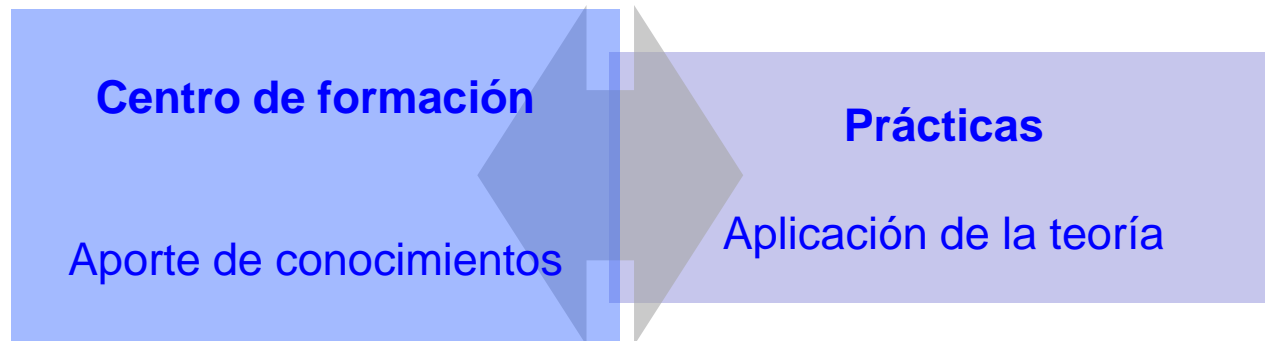 Centro de formación
Aporte de conocimientos
Prácticas
Aplicación de la teoría